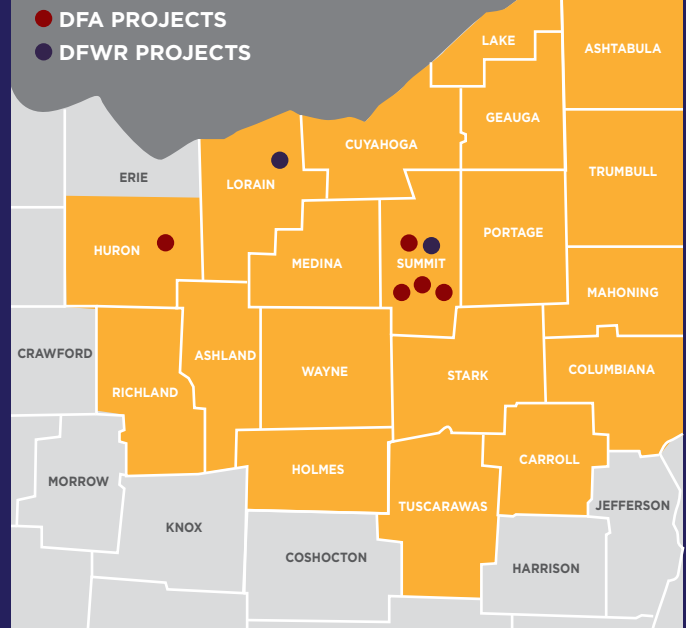 DFA PROJECTS
DFWR PROJECTS
LAKE
ASHTABULA
GEAUGA
CUYAHOGA
TRUMBULL
ERIE
LORAIN
PORTAGE
HURON
MEDINA
SUMMIT
MAHONING
CRAWFORD
ASHLAND
WAYNE
STARK
COLUMBIANA
RICHLAND
CARROLL
HOLMES
MORROW
TUSCARAWAS
JEFFERSON
KNOX
COSHOCTON
HARRISON